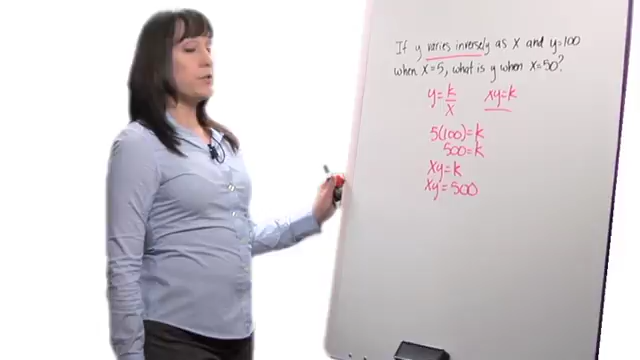 If y varies inversely as x and y=100
when x=5, what is y when x=50?
y=k/x xy=k
5(100)=k
500=k
xy=k
xy=500